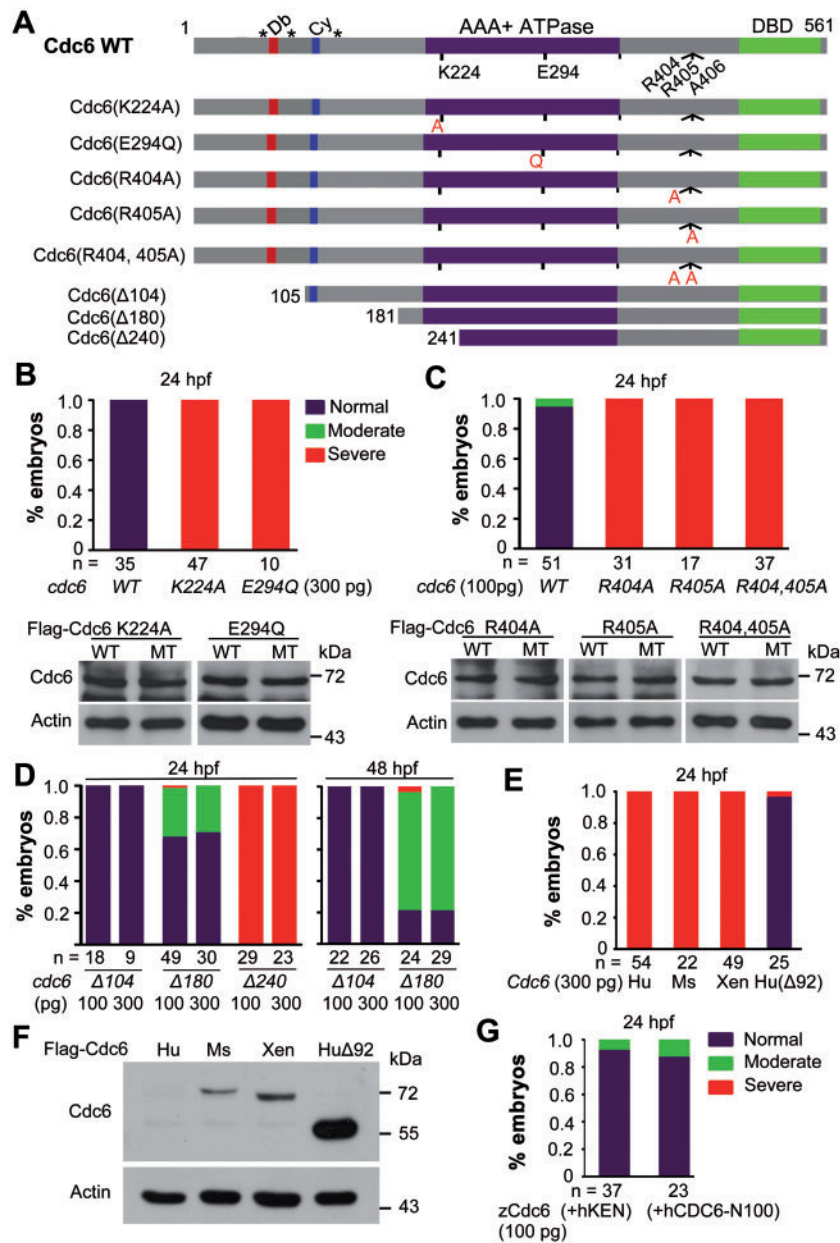 A
1 * Db * Cy * AAA+ ATPase DBD 561
Cdc6 WT
K224 E294 R404 R405 A406
Cdc6(K224A)
A
Cdc6(E294Q)
Q
Cdc6(R404A)
A
Cdc6(R405A)
A
Cdc6(R404, 405A)
A A
Cdc6(Δ104) 105
Cdc6(Δ180) 181
Cdc6(Δ240) 241
B
24 hpf
% embryos
1.0
0.8
0.6
0.4
0.2
0
Normal
Moderate
Severe
n = 35 47 10
cdc6 WT K224A E294Q (300 pg)
Flag-Cdc6 K224A E294Q kDa
WT MT WT MT
Cdc6 72
Actin
43
C
24 hpf
% embryos
1.0
0.8
0.6
0.4
0.2
0
n = 51 31 17 37
cdc6 (100pg) WT R404A R405A R404,405A
Flag-Cdc6 R404A R405A R404,405A kDa
WT MT WT MT WT MT
Cdc6 72
Actin
43
D
24 hpf 48 hpf
% embryos
1.0
0.8
0.6
0.4
0.2
0
n = 18 9 49 30 29 23 22 26 24 29
cdc6 Δ104 Δ180 Δ240 Δ104 Δ180
(pg) 100 300 100 300 100 300 100 300 100 300
E
24 hpf
% embryos
1.0
0.8
0.6
0.4
0.2
0
n = 54 22 49 25
Cdc6 (300 pg) Hu Ms Xen Hu(Δ92)
F
Flag-Cdc6 Hu Ms Xen HuΔ92 kDa
Cdc6
72
55
Actin
43
G
24 hpf
% embryos
1.0
0.8
0.6
0.4
0.2
0
Normal
Moderate
Severe
n = 37 23
zCdc6 (+hKEN) (+hCDC6-N100)
(100 pg)